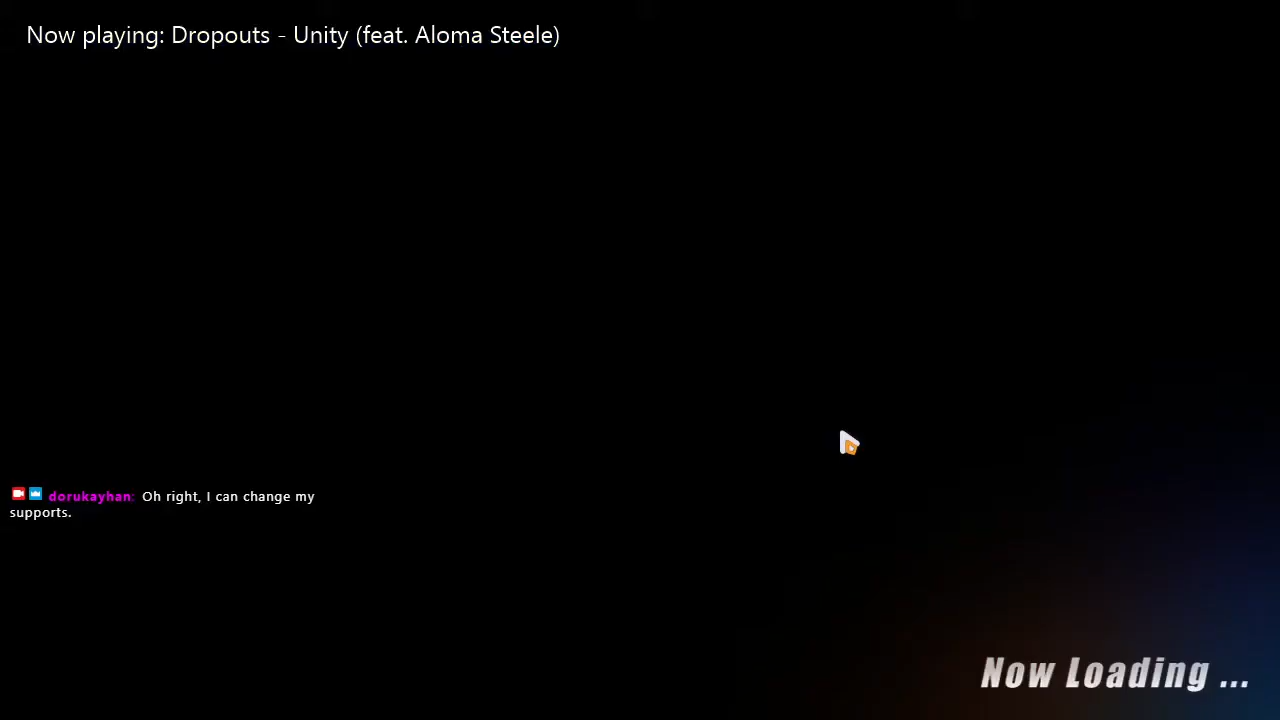 Now playing: Dropouts - Unity (feat. Aloma Steele)
dorukayhan: Oh right, I can change my
supports.
Now Loading ...